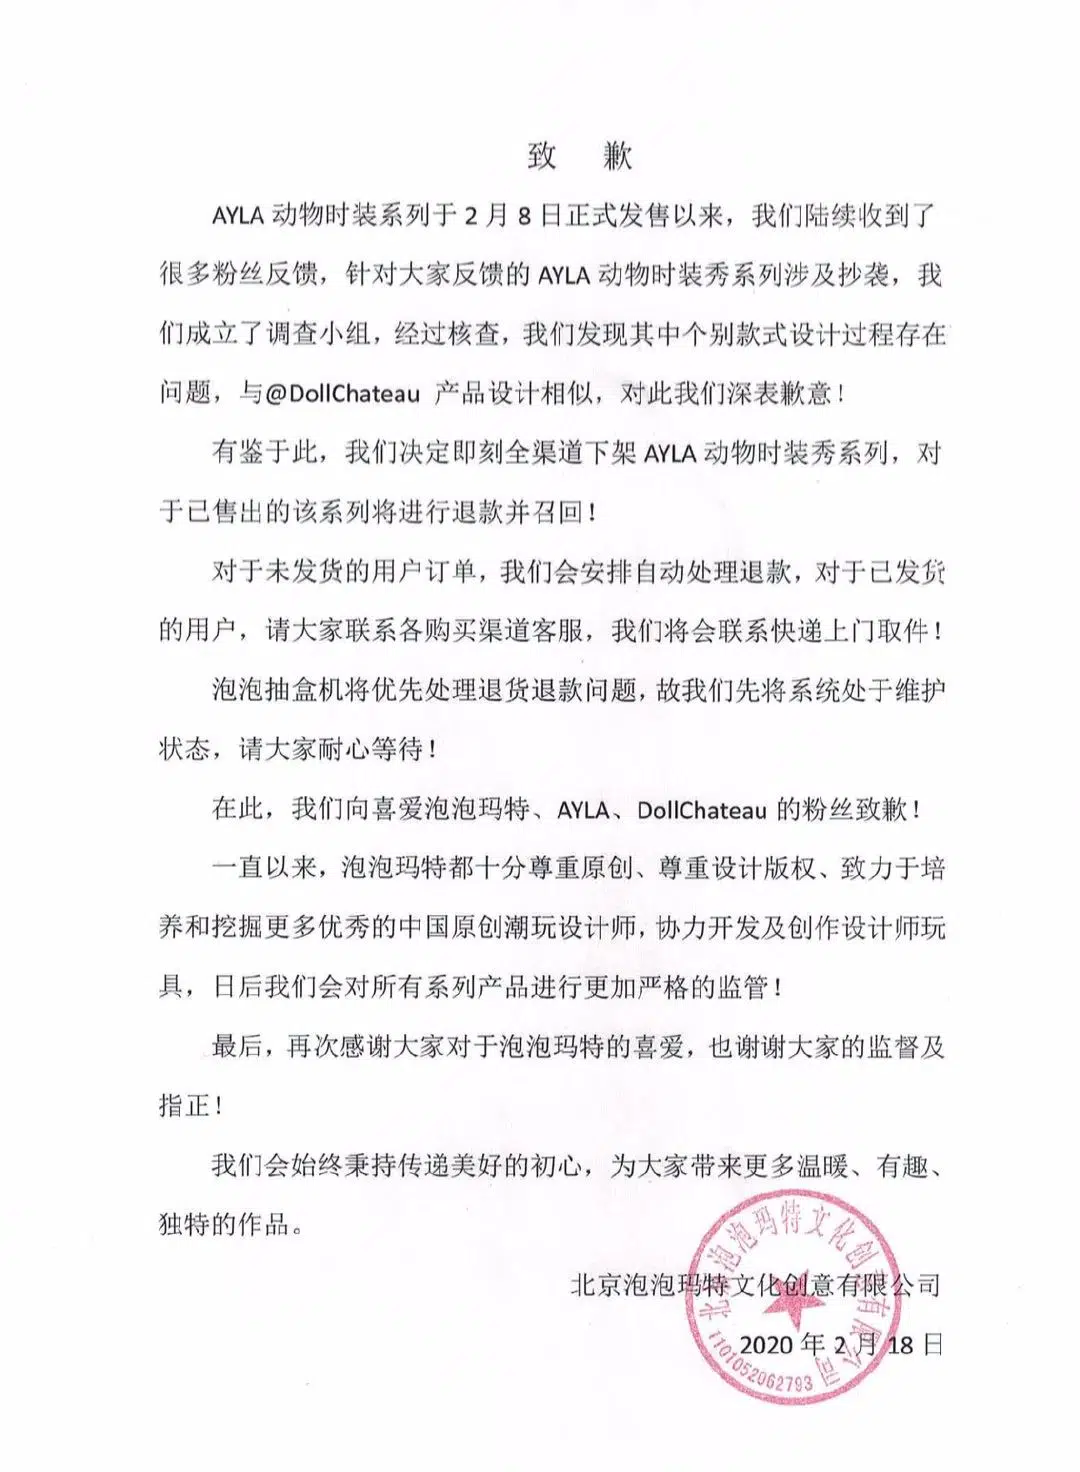 致 歉
AYLA 动物时装系列于 2 月 8 日正式发售以来，我们陆续收到了
很多粉丝反馈，针对大家反馈的 AYLA 动物时装秀系列涉及抄袭，我
们成立了调查小组，经过核查，我们发现其中个别款式设计过程存在
问题，与@DollChateau 产品设计相似，对此我们深表歉意！
有鉴于此，我们决定即刻全渠道下架 AYLA 动物时装秀系列，对
于已售出的该系列将进行退款并召回！
对于未发货的用户订单，我们会安排自动处理退款，对于已发货
的用户，请大家联系各购买渠道客服，我们将会联系快递上门取件！
泡泡抽盒机将优先处理退货退款问题，故我们先将系统处于维护
状态，请大家耐心等待！
在此，我们向喜爱泡泡玛特、AYLA、DollChateau 的粉丝致歉！
一直以来，泡泡玛特都十分尊重原创、尊重设计版权、致力于培
养和挖掘更多优秀的中国原创潮玩设计师，协力开发及创作设计师玩
具，日后我们会对所有系列产品进行更加严格的监管！
最后，再次感谢大家对于泡泡玛特的喜爱，也谢谢大家的监督及
指正！
我们会始终秉持传递美好的初心，为大家带来更多温暖、有趣、
独特的作品。
北京泡泡玛特文化创意有限公司
2020 年 2 月 18 日
北京泡泡玛特文化创意有限公司
1101052062793